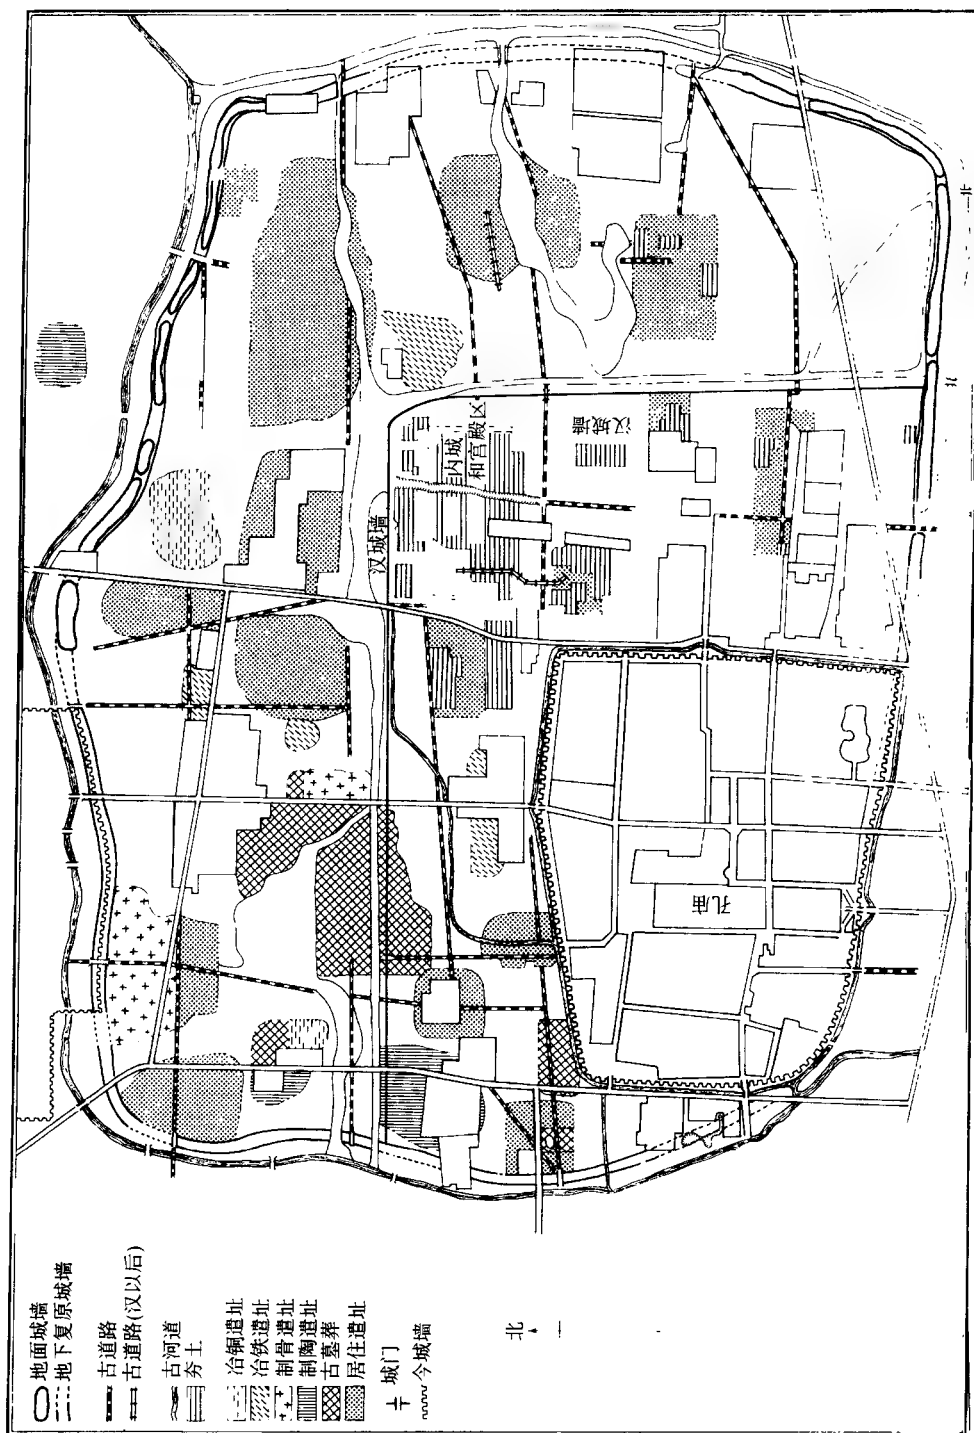 地面城墙
地下复原城墙
古道路
古道路(汉以后)
古河道
夯土
冶铜遗址
冶铁遗址
制骨遗址
制陶遗址
古墓葬
居住遗址
城门
今城墙
北
汉城墙
内城
和宫殿区
汉城墙
孔庙